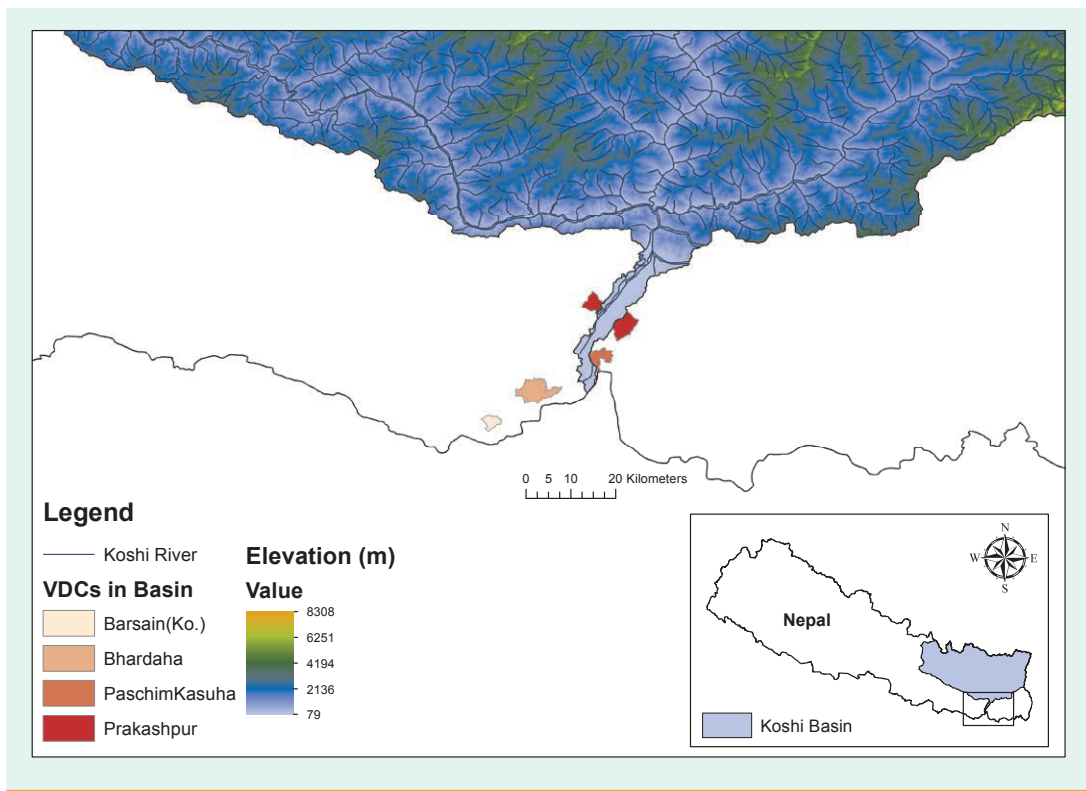 0 5 10 20 Kilometers
Legend
Koshi River
VDCs in Basin
Barsain(Ko.)
Bhardaha
PaschimKasuha
Prakashpur
Elevation (m)
Value
8308
6251
4194
2136
79
N
W E
S
Nepal
Koshi Basin